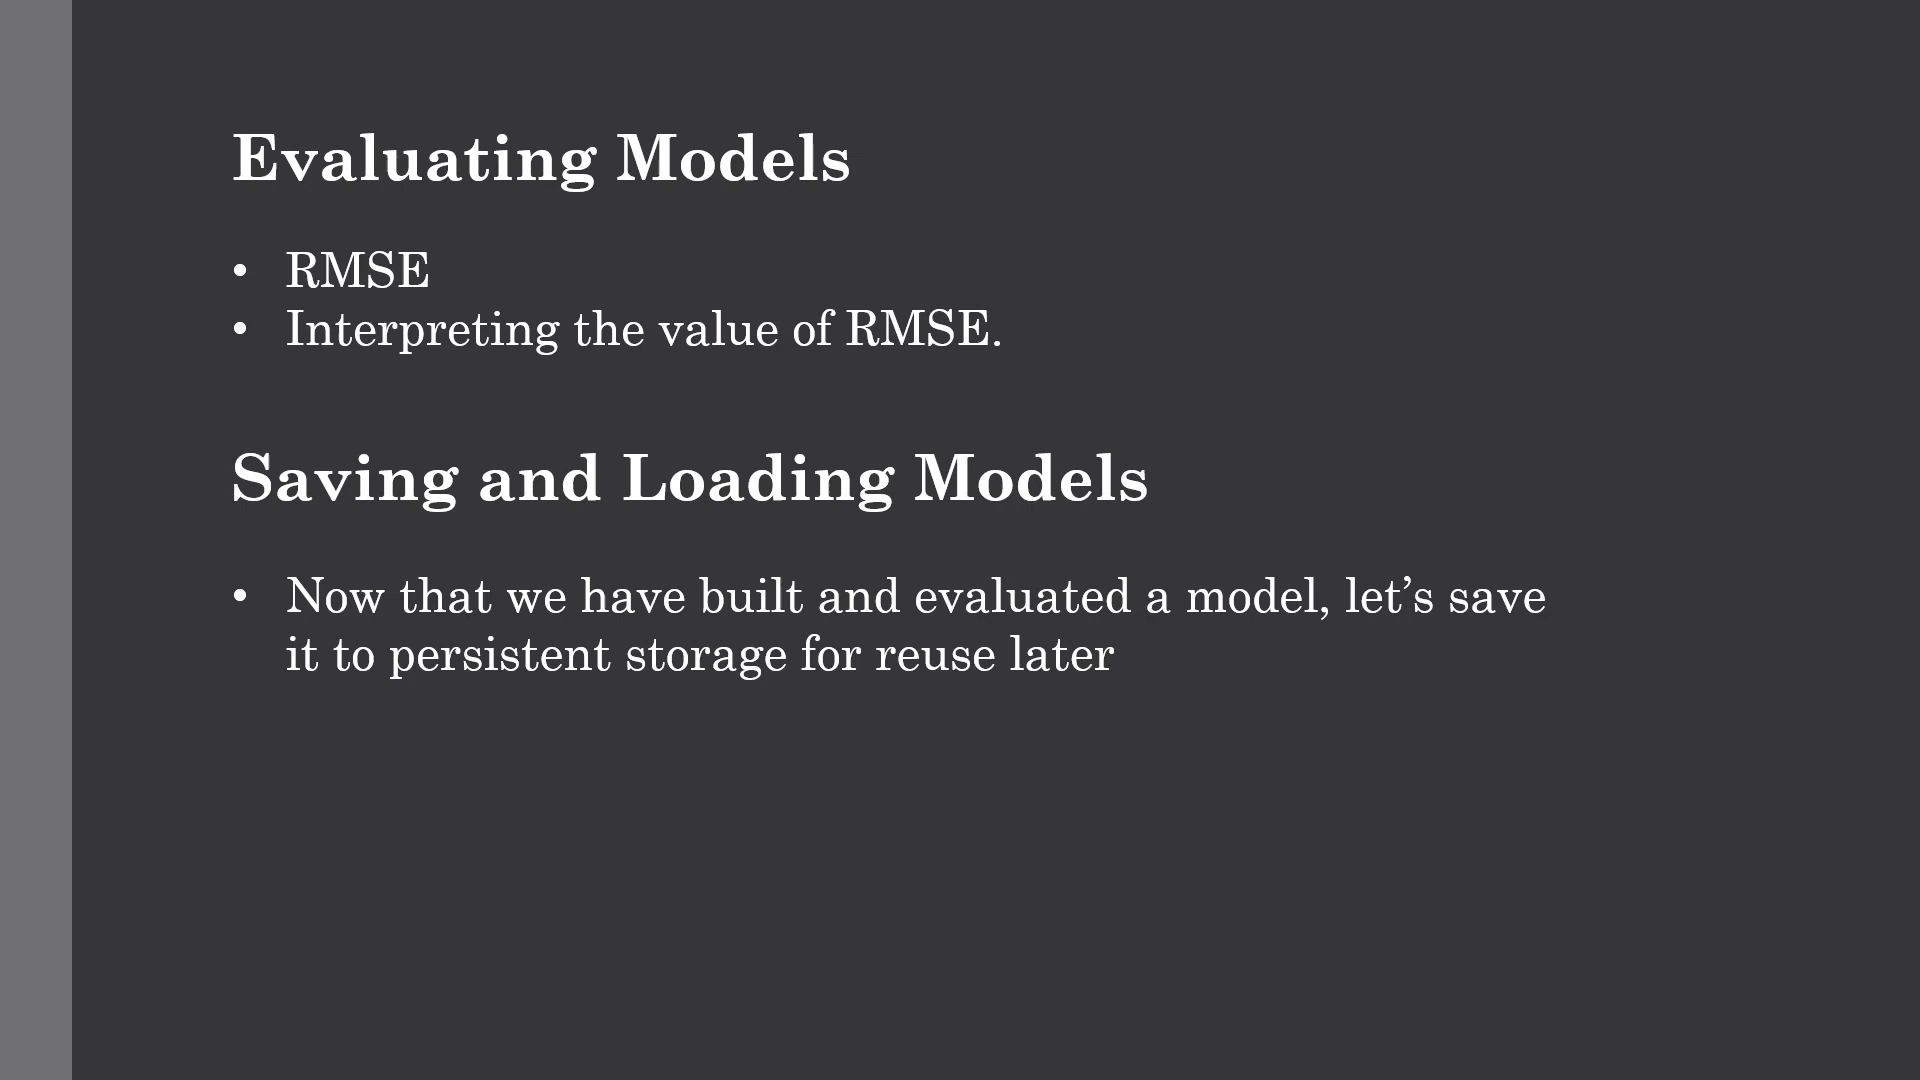 Evaluating Models
• RMSE
• Interpreting the value of RMSE.
Saving and Loading Models
• Now that we have built and evaluated a model, let’s save
it to persistent storage for reuse later